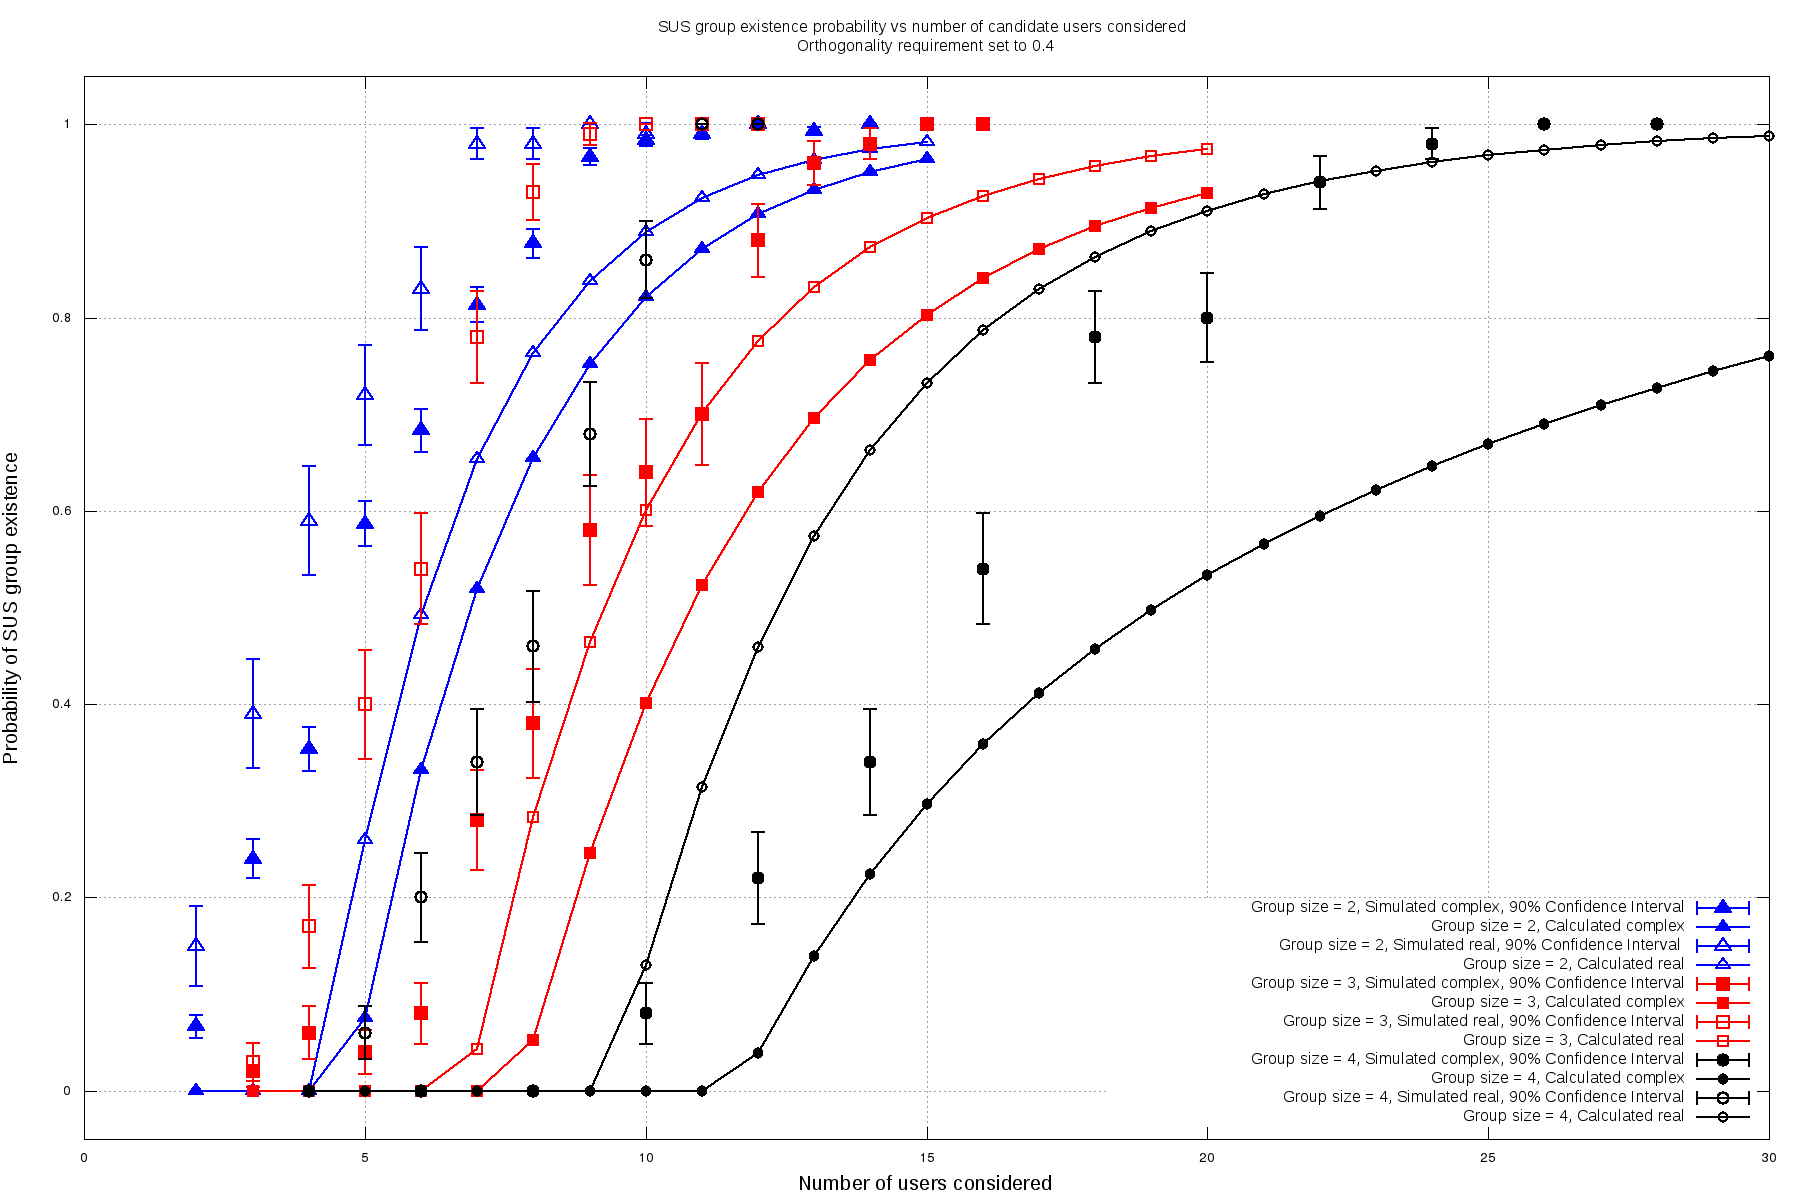 SUS group existence probability vs number of candidate users considered
Orthogonality requirement set to 0.4
1
0.8
0.6
0.4
0.2
0
Probability of SUS group existence
Group size = 2, Simulated complex, 90% Confidence Interval
Group size = 2, Calculated complex
Group size = 2, Simulated real, 90% Confidence Interval
Group size = 2, Calculated real
Group size = 3, Simulated complex, 90% Confidence Interval
Group size = 3, Calculated complex
Group size = 3, Simulated real, 90% Confidence Interval
Group size = 3, Calculated real
Group size = 4, Simulated complex, 90% Confidence Interval
Group size = 4, Calculated complex
Group size = 4, Simulated real, 90% Confidence Interval
Group size = 4, Calculated real
0 5 10 15 20 25 30
Number of users considered